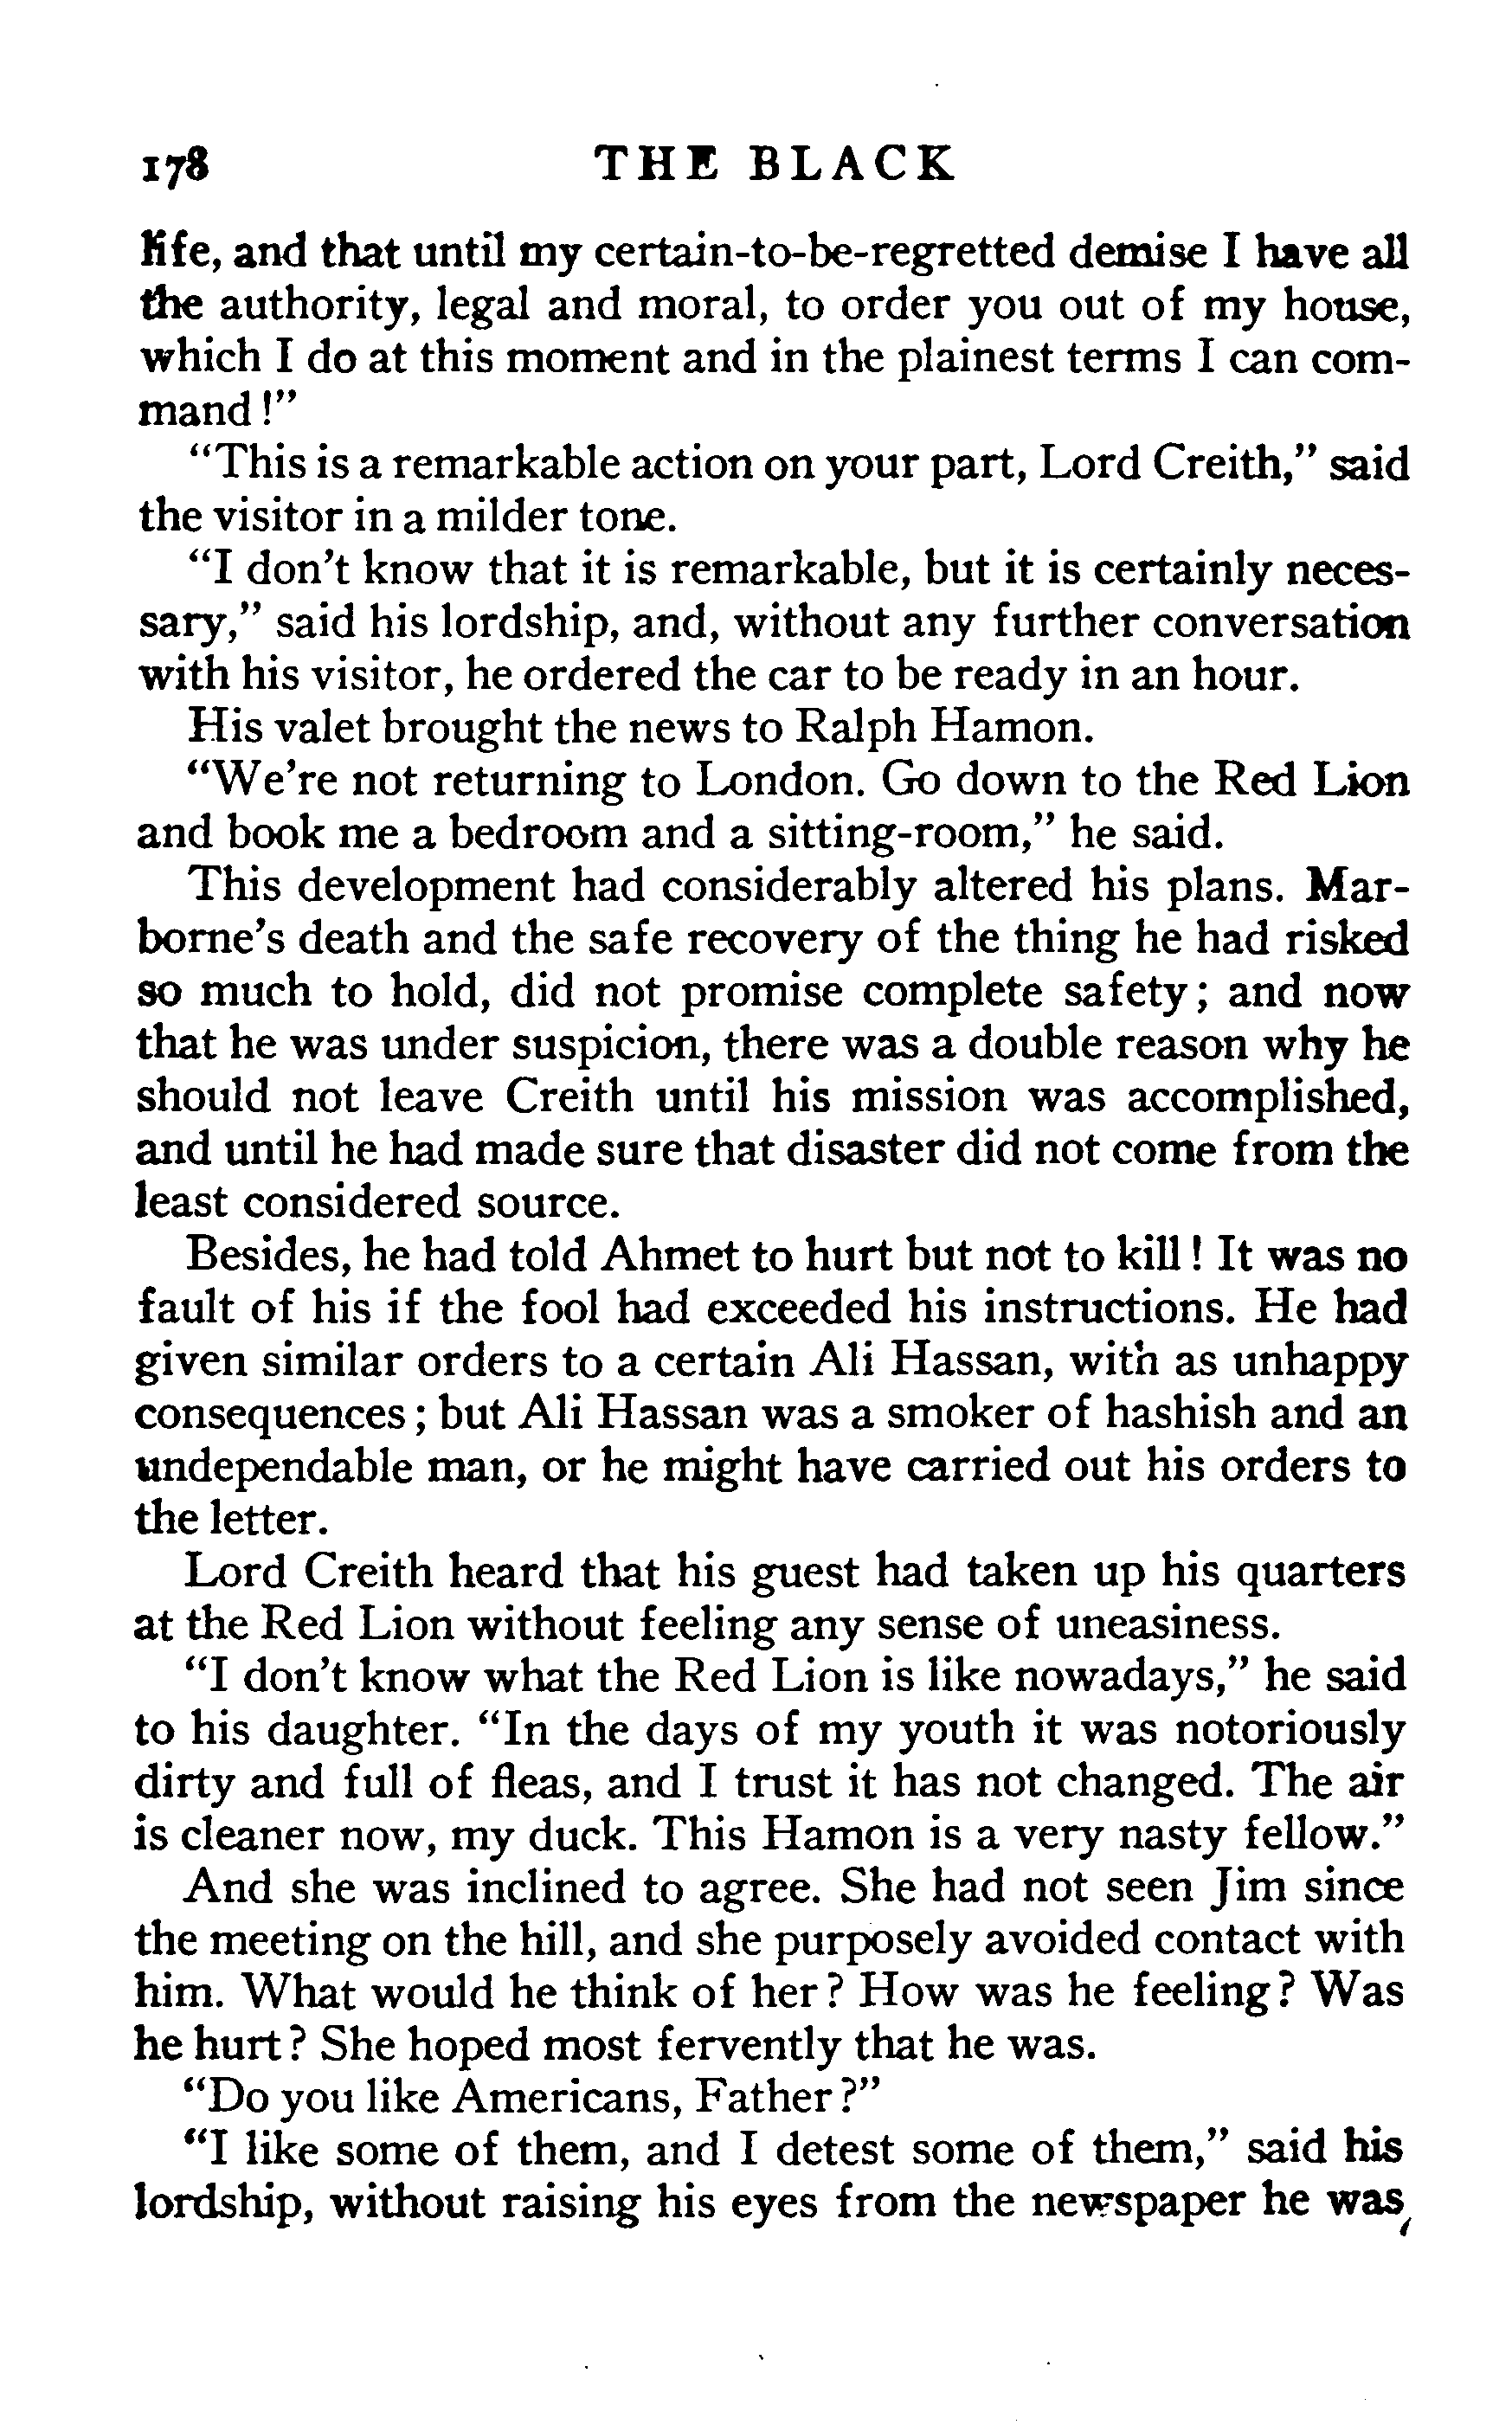 178 THE BLACK
life, and that until my certain-to-be-regretted demise I have all
the authority, legal and moral, to order you out of my house,
which I do at this moment and in the plainest terms I can com-
mand!"
"This is a remarkable action on your part, Lord Creith," said
the visitor in a milder tone.
"I don't know that it is remarkable, but it is certainly neces-
sary," said his lordship, and, without any further conversation
with his visitor, he ordered the car to be ready in an hour.
His valet brought the news to Ralph Hamon.
"We're not returning to London. Go down to the Red Lion
and book me a bedroom and a sitting-room," he said.
This development had considerably altered his plans. Mar-
borne's death and the safe recovery of the thing he had risked
so much to hold, did not promise complete safety; and now
that he was under suspicion, there was a double reason why he
should not leave Creith until his mission was accomplished,
and until he had made sure that disaster did not come from the
least considered source.
Besides, he had told Ahmet to hurt but not to kill! It was no
fault of his if the fool had exceeded his instructions. He had
given similar orders to a certain Ali Hassan, with as unhappy
consequences; but Ali Hassan was a smoker of hashish and an
undependable man, or he might have carried out his orders to
the letter.
Lord Creith heard that his guest had taken up his quarters
at the Red Lion without feeling any sense of uneasiness.
"I don't know what the Red Lion is like nowadays," he said
to his daughter. "In the days of my youth it was notoriously
dirty and full of fleas, and I trust it has not changed. The air
is cleaner now, my duck. This Hamon is a very nasty fellow."
And she was inclined to agree. She had not seen Jim since
the meeting on the hill, and she purposely avoided contact with
him. What would he think of her? How was he feeling? Was
he hurt? She hoped most fervently that he was.
"Do you like Americans, Father?"
"I like some of them, and I detest some of them," said his
lordship, without raising his eyes from the newspaper he was